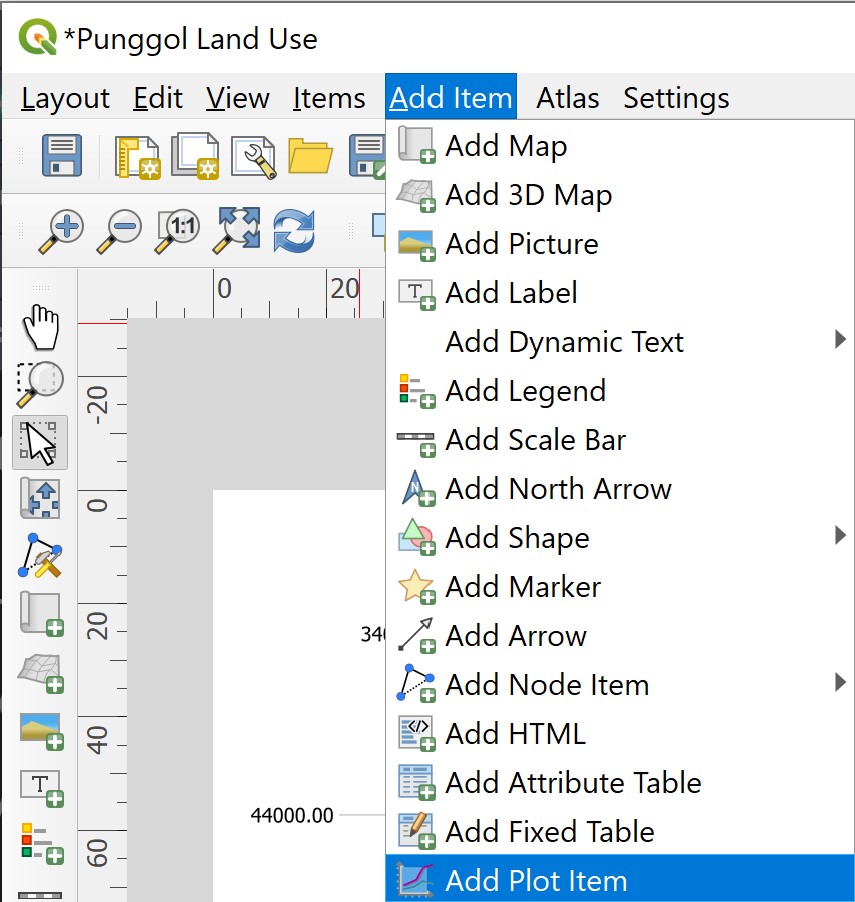 *Punggol Land Use
Layout Edit View Items Add Item Atlas Settings
Add Map
Add 3D Map
Add Picture
Add Label
Add Dynamic Text
Add Legend
Add Scale Bar
Add North Arrow
Add Shape
Add Marker
Add Arrow
Add Node Item
Add HTML
Add Attribute Table
Add Fixed Table
Add Plot Item
1:1
0 20
-20
0
20
40
60
340
44000.00